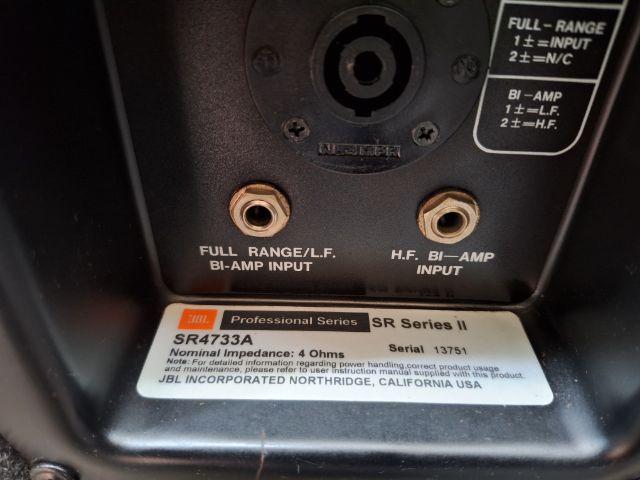 FULL-RANGE
1±=INPUT
2±=N/C
BI-AMP
1±=L.F.
2±=H.F.
FULL RANGE/L.F.
BI-AMP INPUT
H.F. BI-AMP
INPUT
JBL Professional Series SR Series II
SR4733A
Nominal Impedance: 4 Ohms Serial 13751
Note: For detailed information regarding power handling,correct product usage
and maintenance, please refer to user instruction manual supplied with this product.
JBL INCORPORATED NORTHRIDGE, CALIFORNIA USA